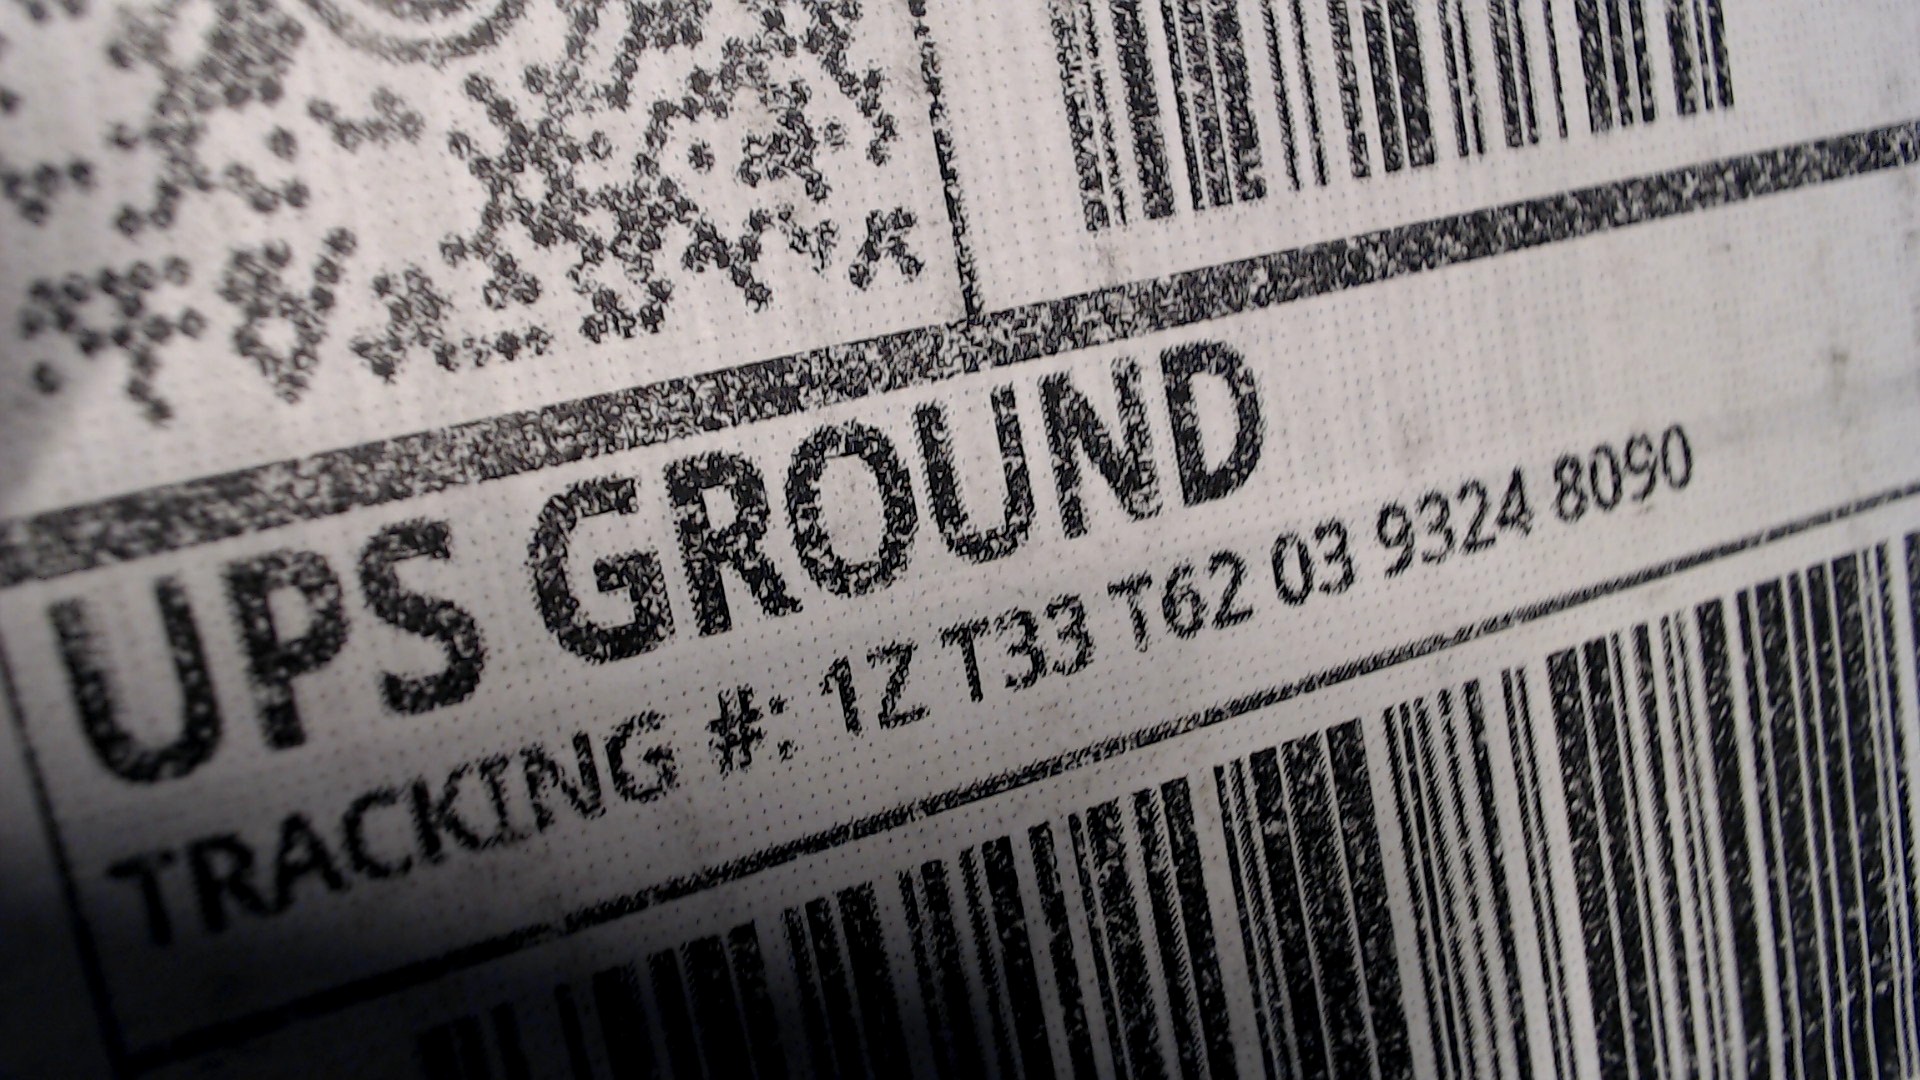 UPS GROUND
TRACKING #: 1Z T33 T62 03 9324 8090